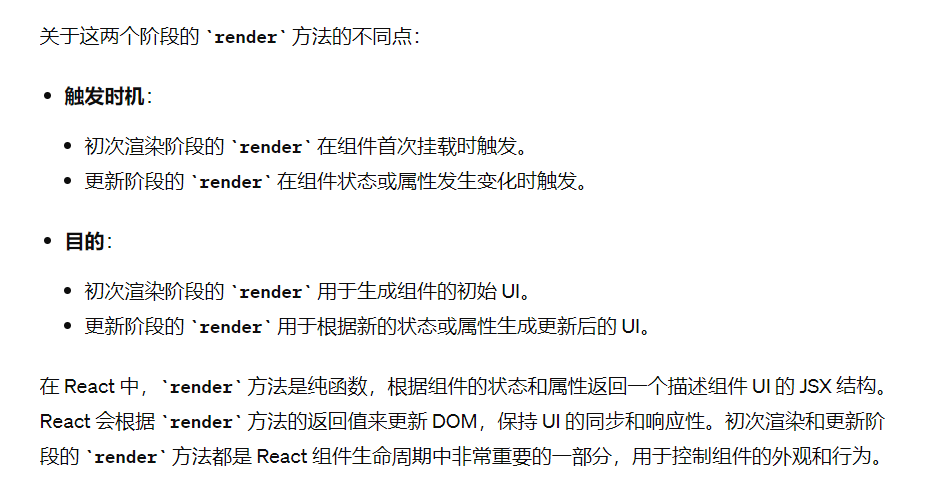 关于这两个阶段的 `render` 方法的不同点：
触发时机：
初次渲染阶段的 `render` 在组件首次挂载时触发。
更新阶段的 `render` 在组件状态或属性发生变化时触发。
目的：
初次渲染阶段的 `render` 用于生成组件的初始 UI。
更新阶段的 `render` 用于根据新的状态或属性生成更新后的 UI。
在 React 中，`render` 方法是纯函数，根据组件的状态和属性返回一个描述组件 UI 的 JSX 结构。
React 会根据 `render` 方法的返回值来更新 DOM，保持 UI 的同步和响应性。初次渲染和更新阶
段的 `render` 方法都是 React 组件生命周期中非常重要的一部分，用于控制组件的外观和行为。